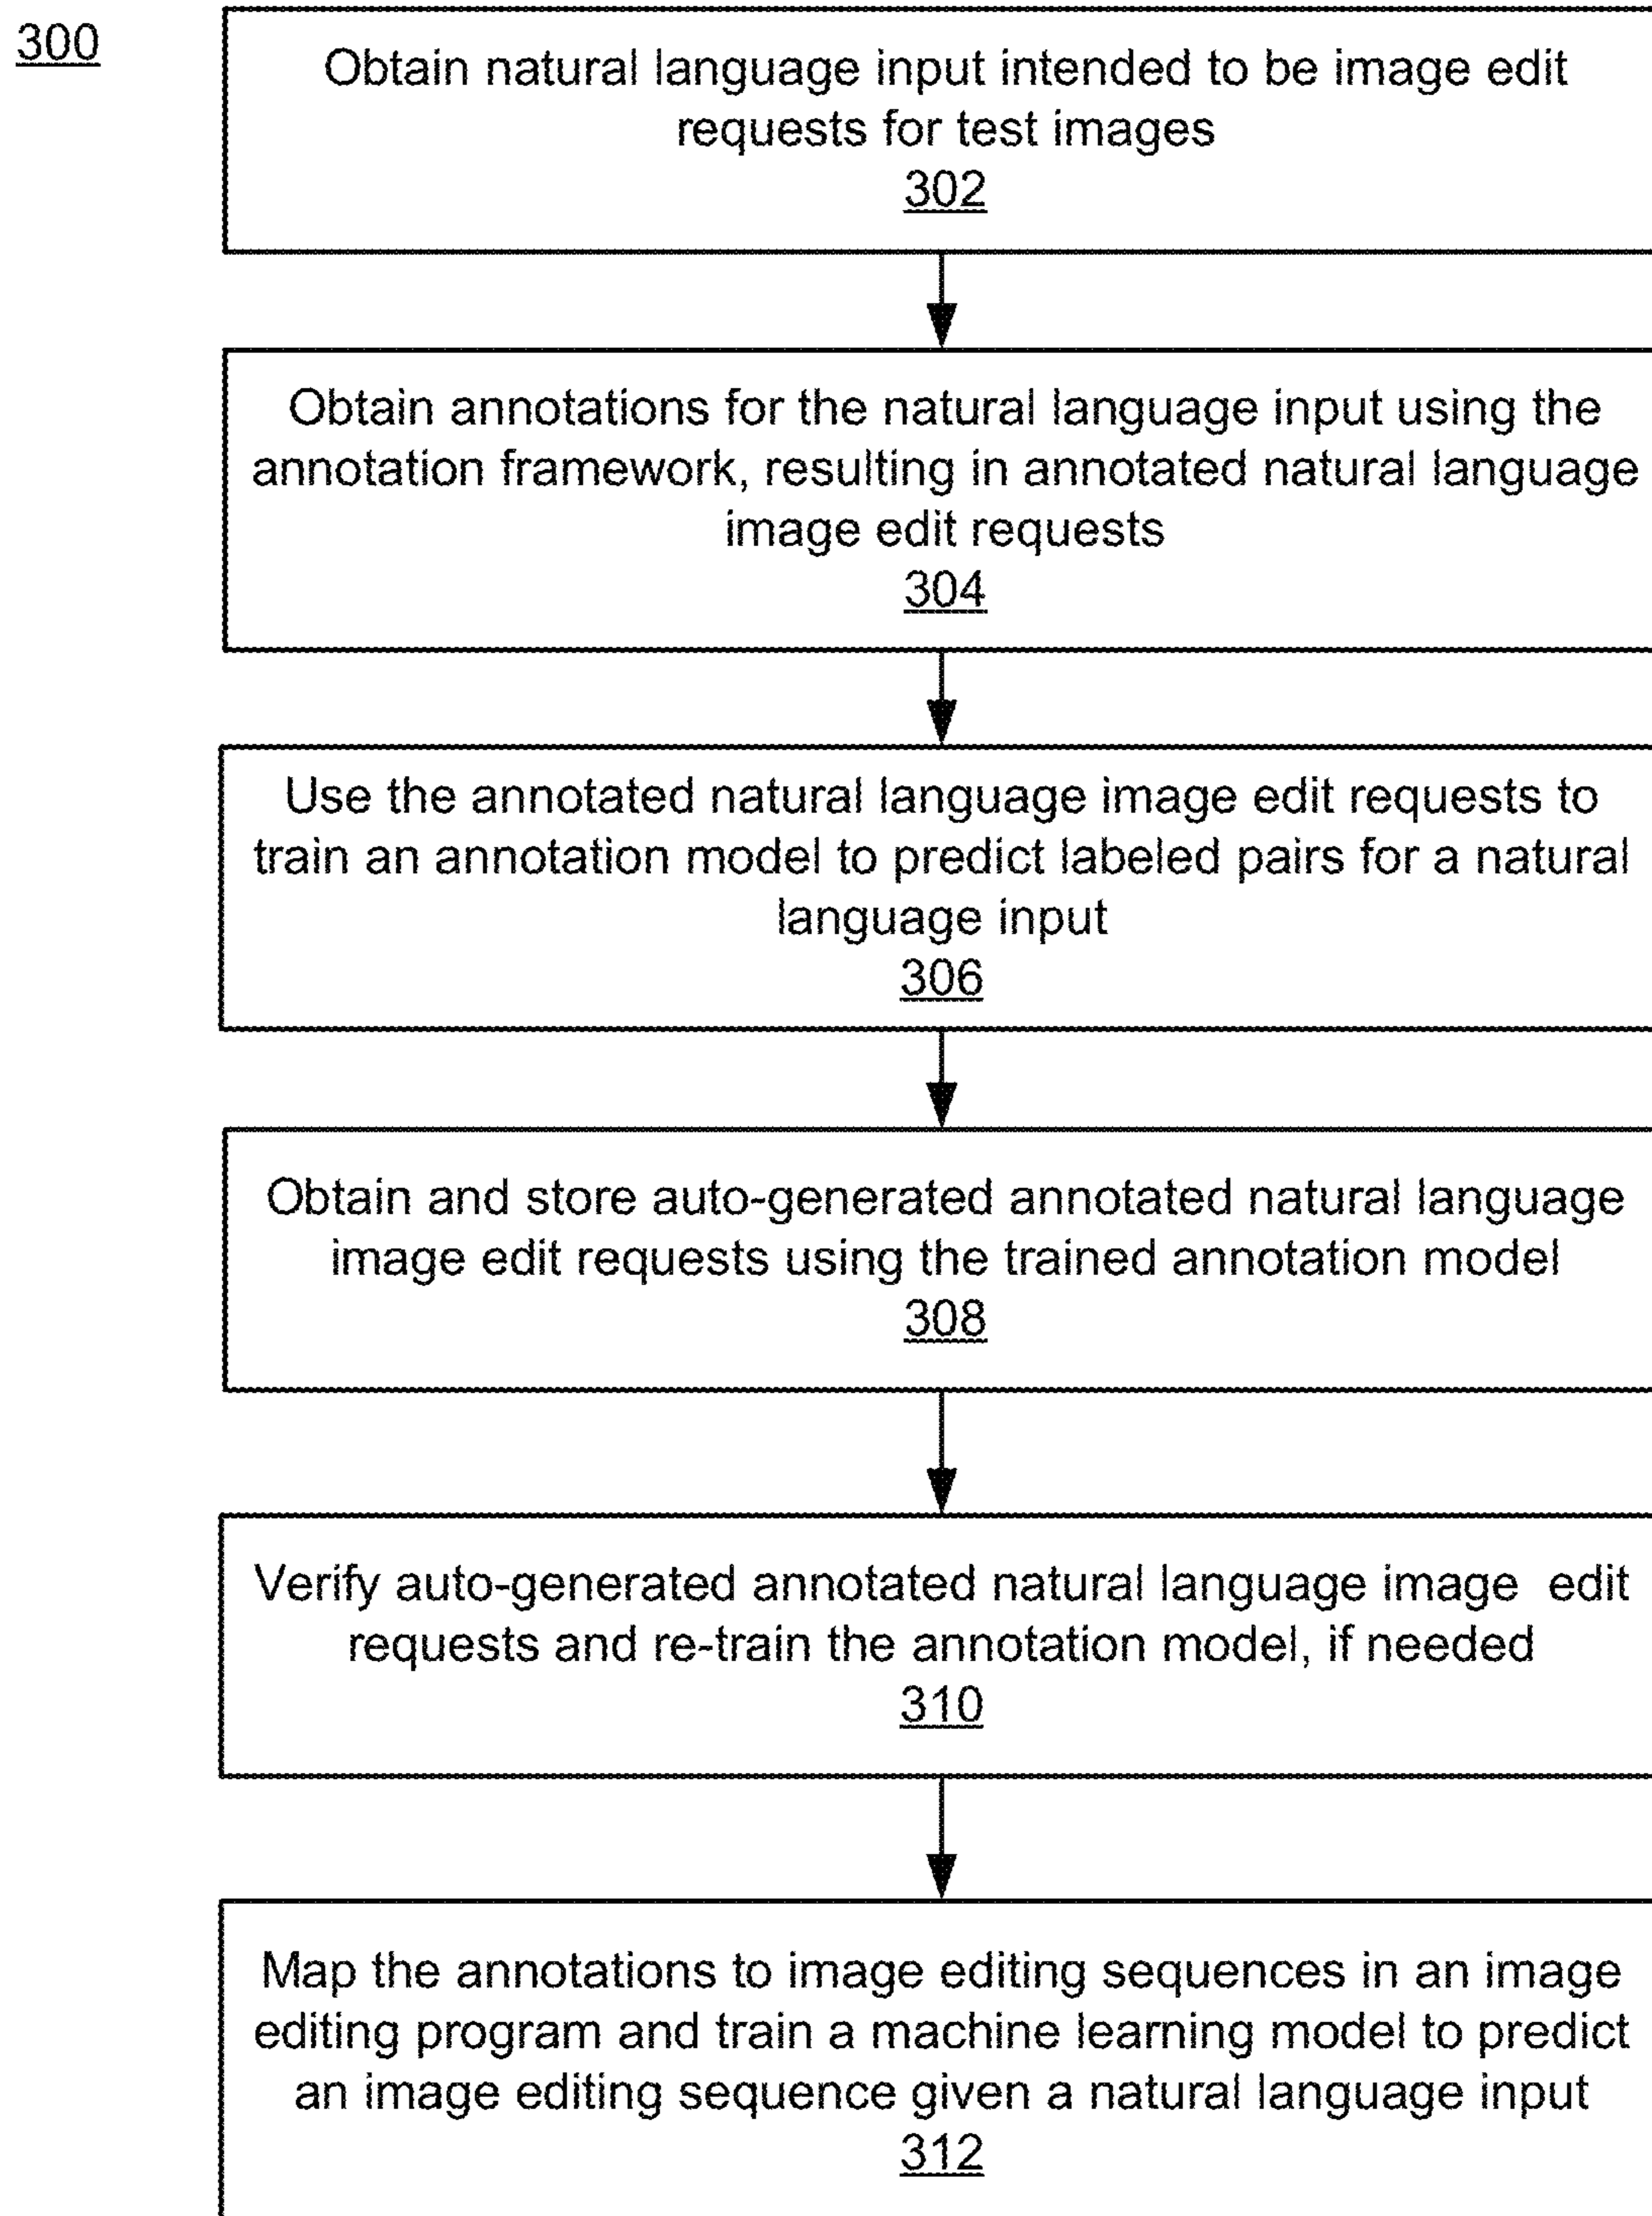 300
Obtain natural language input intended to be image edit
requests for test images
302
Obtain annotations for the natural language input using the
annotation framework, resulting in annotated natural language
image edit requests
304
Use the annotated natural language image edit requests to
train an annotation model to predict labeled pairs for a natural
language input
306
Obtain and store auto-generated annotated natural language
image edit requests using the trained annotation model
308
Verify auto-generated annotated natural language image edit
requests and re-train the annotation model, if needed
310
Map the annotations to image editing sequences in an image
editing program and train a machine learning model to predict
an image editing sequence given a natural language input
312